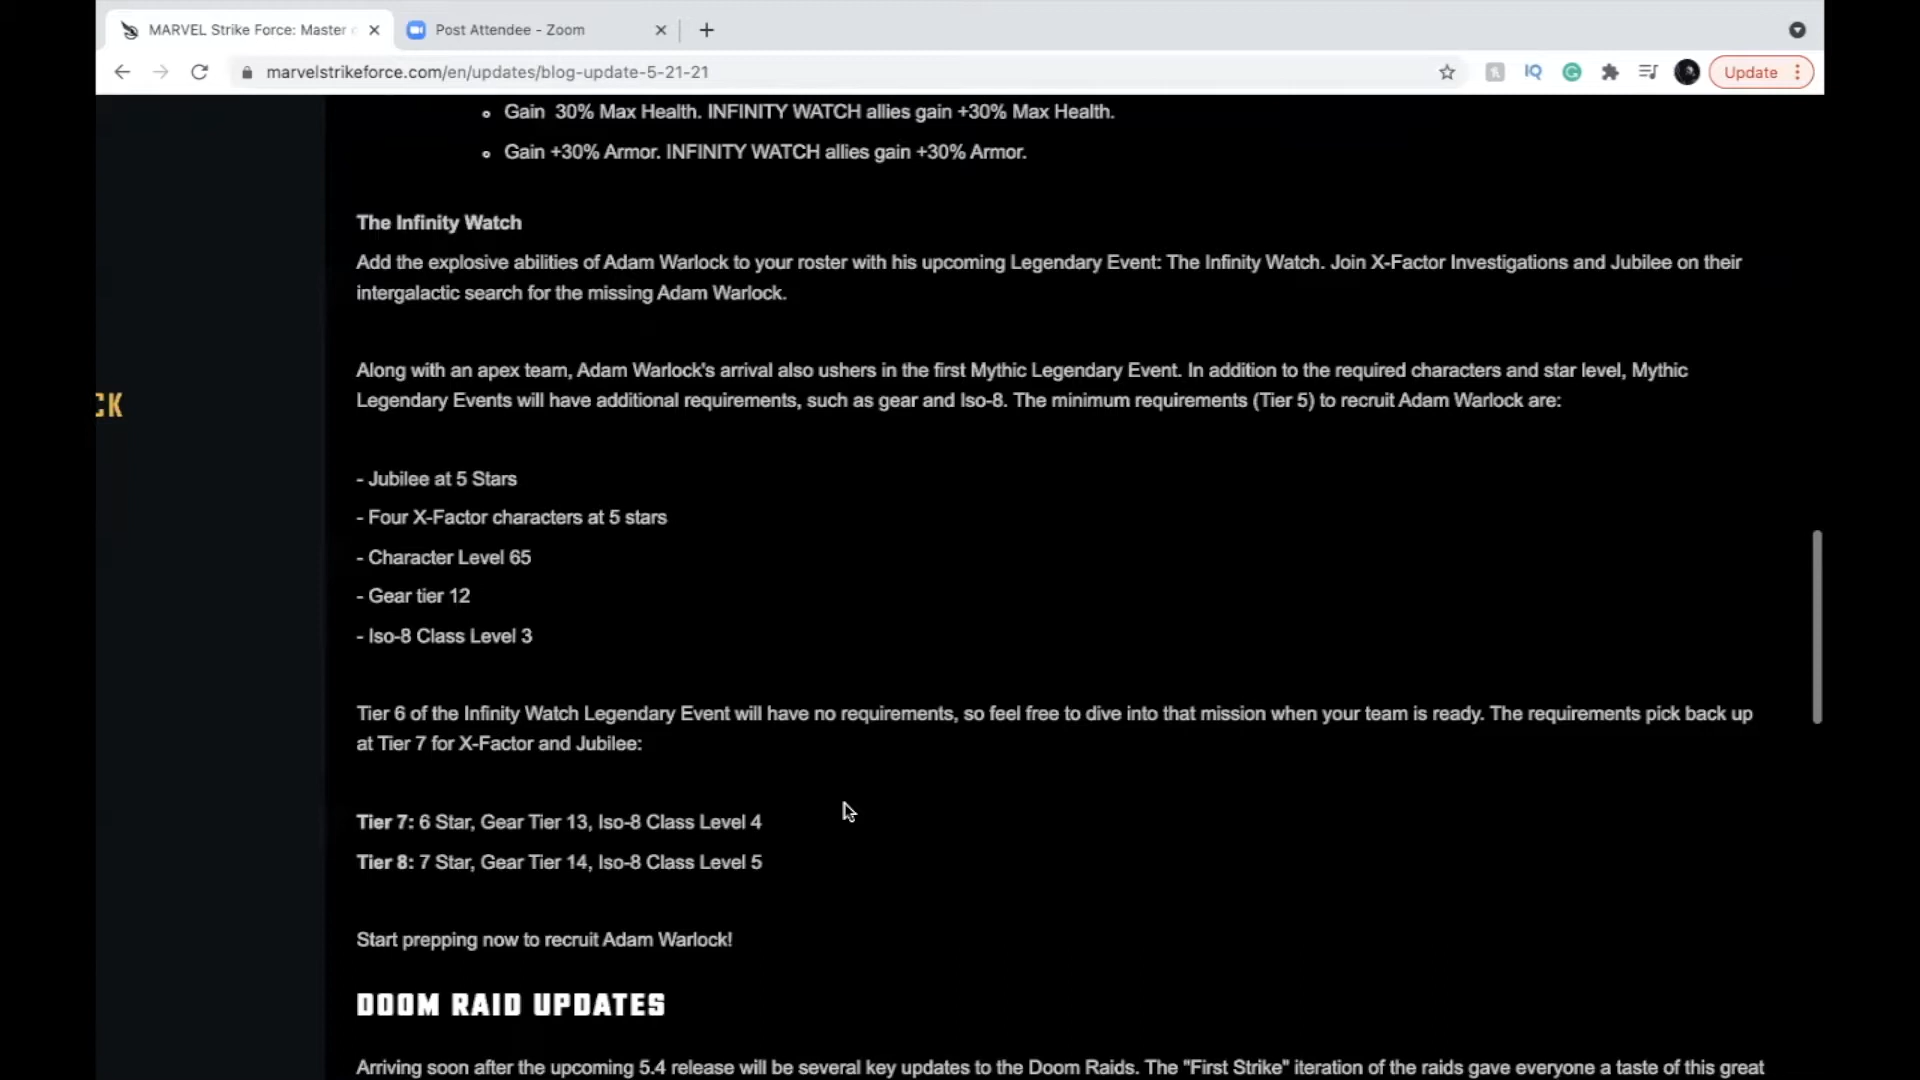 MARVEL Strike Force: Master
Post Attendee - Zoom
marvelstrikeforce.com/en/updates/blog-update-5-21-21
IQ
Update
Gain 30% Max Health. INFINITY WATCH allies gain +30% Max Health.
Gain +30% Armor. INFINITY WATCH allies gain +30% Armor.
The Infinity Watch
Add the explosive abilities of Adam Warlock to your roster with his upcoming Legendary Event: The Infinity Watch. Join X-Factor Investigations and Jubilee on their
intergalactic search for the missing Adam Warlock.
Along with an apex team, Adam Warlock's arrival also ushers in the first Mythic Legendary Event. In addition to the required characters and star level, Mythic
Legendary Events will have additional requirements, such as gear and Iso-8. The minimum requirements (Tier 5) to recruit Adam Warlock are:
CK
- Jubilee at 5 Stars
- Four X-Factor characters at 5 stars
- Character Level 65
- Gear tier 12
- Iso-8 Class Level 3
Tier 6 of the Infinity Watch Legendary Event will have no requirements, so feel free to dive into that mission when your team is ready. The requirements pick back up
at Tier 7 for X-Factor and Jubilee:
Tier 7: 6 Star, Gear Tier 13, Iso-8 Class Level 4
Tier 8: 7 Star, Gear Tier 14, Iso-8 Class Level 5
Start prepping now to recruit Adam Warlock!
DOOM RAID UPDATES
Arriving soon after the upcoming 5.4 release will be several key updates to the Doom Raids. The "First Strike" iteration of the raids gave everyone a taste of this great